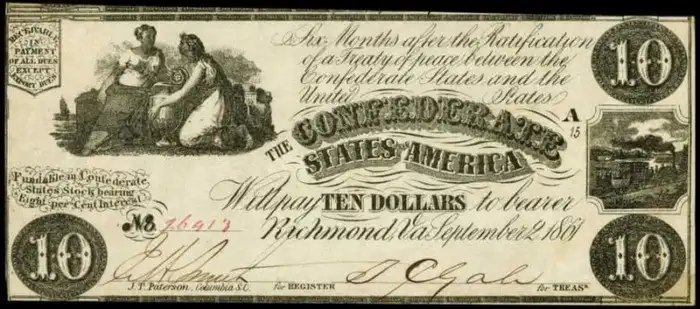 RECEIVABLE
IN
PAYMENT
OF ALL DUES
EXCEPT
EXPORT DUES
Six Months after the Ratification
of a Treaty of peace between the
Confederate States and the
United States
10
A
15
THE CONFEDERATE
STATES OF AMERICA
Fundable in Confederate
States Stock bearing
Eight per Cent Interest
Will pay TEN DOLLARS to bearer
No. 76913
Richmond, Va September 2 1861
10
10
J.T. Paterson, Columbia S.C.
for REGISTER
for TREASR